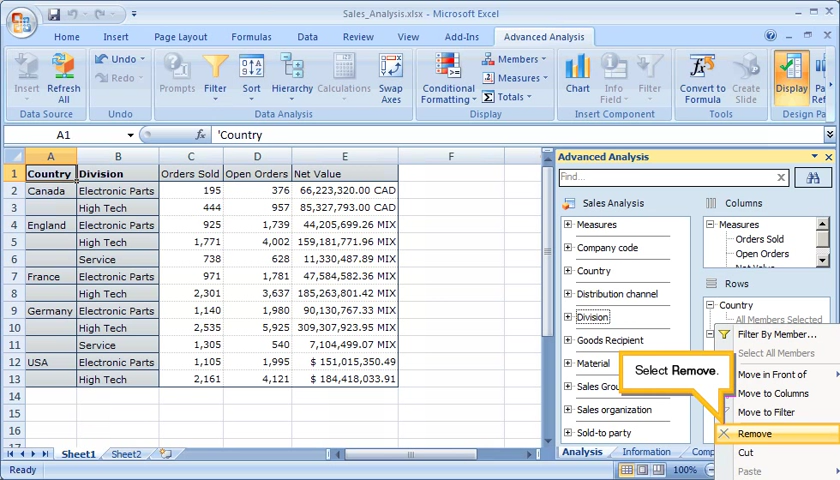 Sales_Analysis.xlsx - Microsoft Excel
Home Insert Page Layout Formulas Data Review View Add-Ins Advanced Analysis
Insert Refresh All Undo Redo Prompts Filter Sort Hierarchy Calculations Swap Axes Conditional Formatting Members Measures Totals Chart Info Field Filter Convert to Formula Create Slide Display
Data Source Data Analysis Display Insert Component Tools Design Pa
A1 fx 'Country
Advanced Analysis
Find...
A B C D E F
1 Country Division Orders Sold Open Orders Net Value
2 Canada Electronic Parts 195 376 66,223,320.00 CAD
3 High Tech 444 957 85,327,793.00 CAD
4 England Electronic Parts 925 1,739 44,205,699.26 MIX
5 High Tech 1,771 4,002 159,181,771.96 MIX
6 Service 738 628 11,330,487.89 MIX
7 France Electronic Parts 971 1,781 47,584,582.36 MIX
8 High Tech 2,301 3,637 185,263,801.42 MIX
9 Germany Electronic Parts 1,140 1,980 90,130,767.33 MIX
10 High Tech 2,535 5,925 309,307,923.95 MIX
11 Service 1,305 540 7,104,499.07 MIX
12 USA Electronic Parts 1,105 1,995 $ 151,015,350.49
13 High Tech 2,161 4,121 $ 184,418,033.91
14
15
16
17
Sales Analysis
Measures
Company code
Country
Distribution channel
Division
Goods Recipient
Material
Sales Gro
Sales organization
Sold-to party
Columns
Measures
Orders Sold
Open Orders
Net Value
Rows
Country
All Members Selected
Filter By Member...
Select All Members
Move in Front of
Move to Columns
Move to Filter
Remove
Cut
Paste
Select Remove.
Analysis Information Comp
Sheet1 Sheet2
Ready 100%